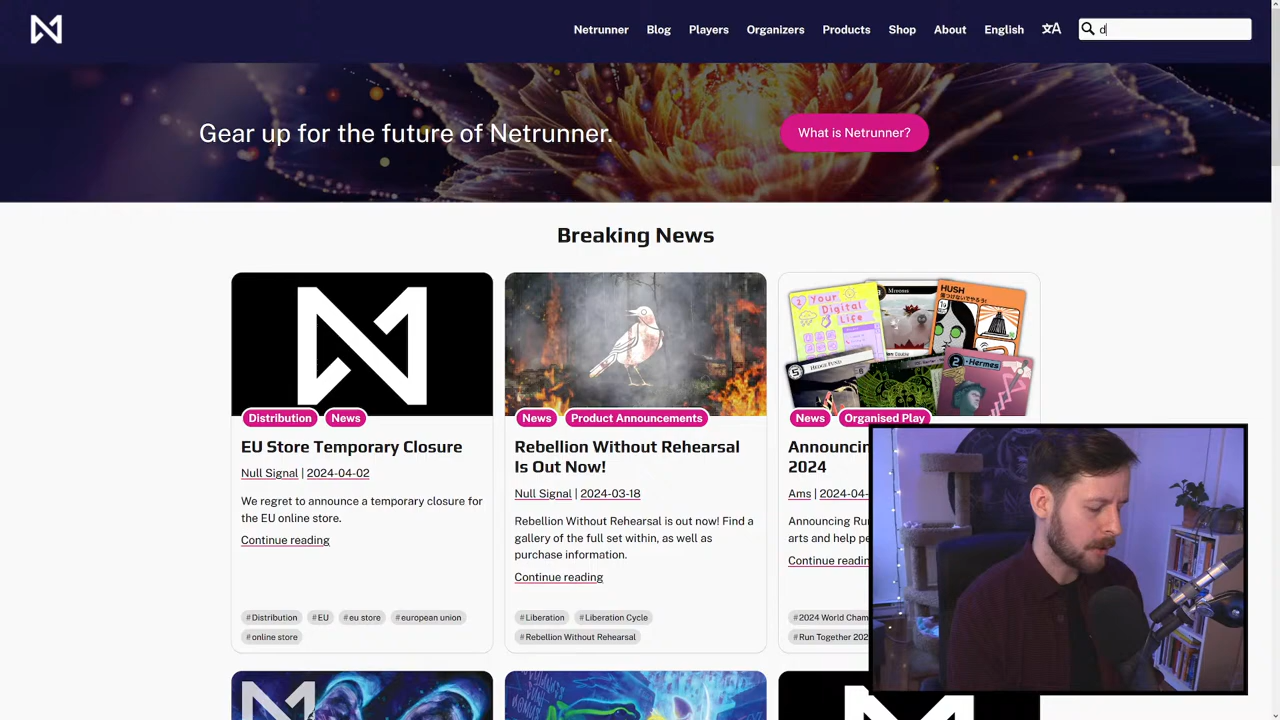 Netrunner Blog Players Organizers Products Shop About English 文A d
Gear up for the future of Netrunner.
What is Netrunner?
Breaking News
Distribution News
EU Store Temporary Closure
Null Signal | 2024-04-02
We regret to announce a temporary closure for
the EU online store.
Continue reading
#Distribution #EU #eu store #european union
#online store
News Product Announcements
Rebellion Without Rehearsal
Is Out Now!
Null Signal | 2024-03-18
Rebellion Without Rehearsal is out now! Find a
gallery of the full set within, as well as
purchase information.
Continue reading
#Liberation #Liberation Cycle
#Rebellion Without Rehearsal
Your
Digital
Life
HUSH
HEDGE FUND
Hermes
News Organised Play
Announcing
2024
Ams | 2024-04-
Announcing Run
arts and help pe
Continue readin
#2024 World Cham
#Run Together 202